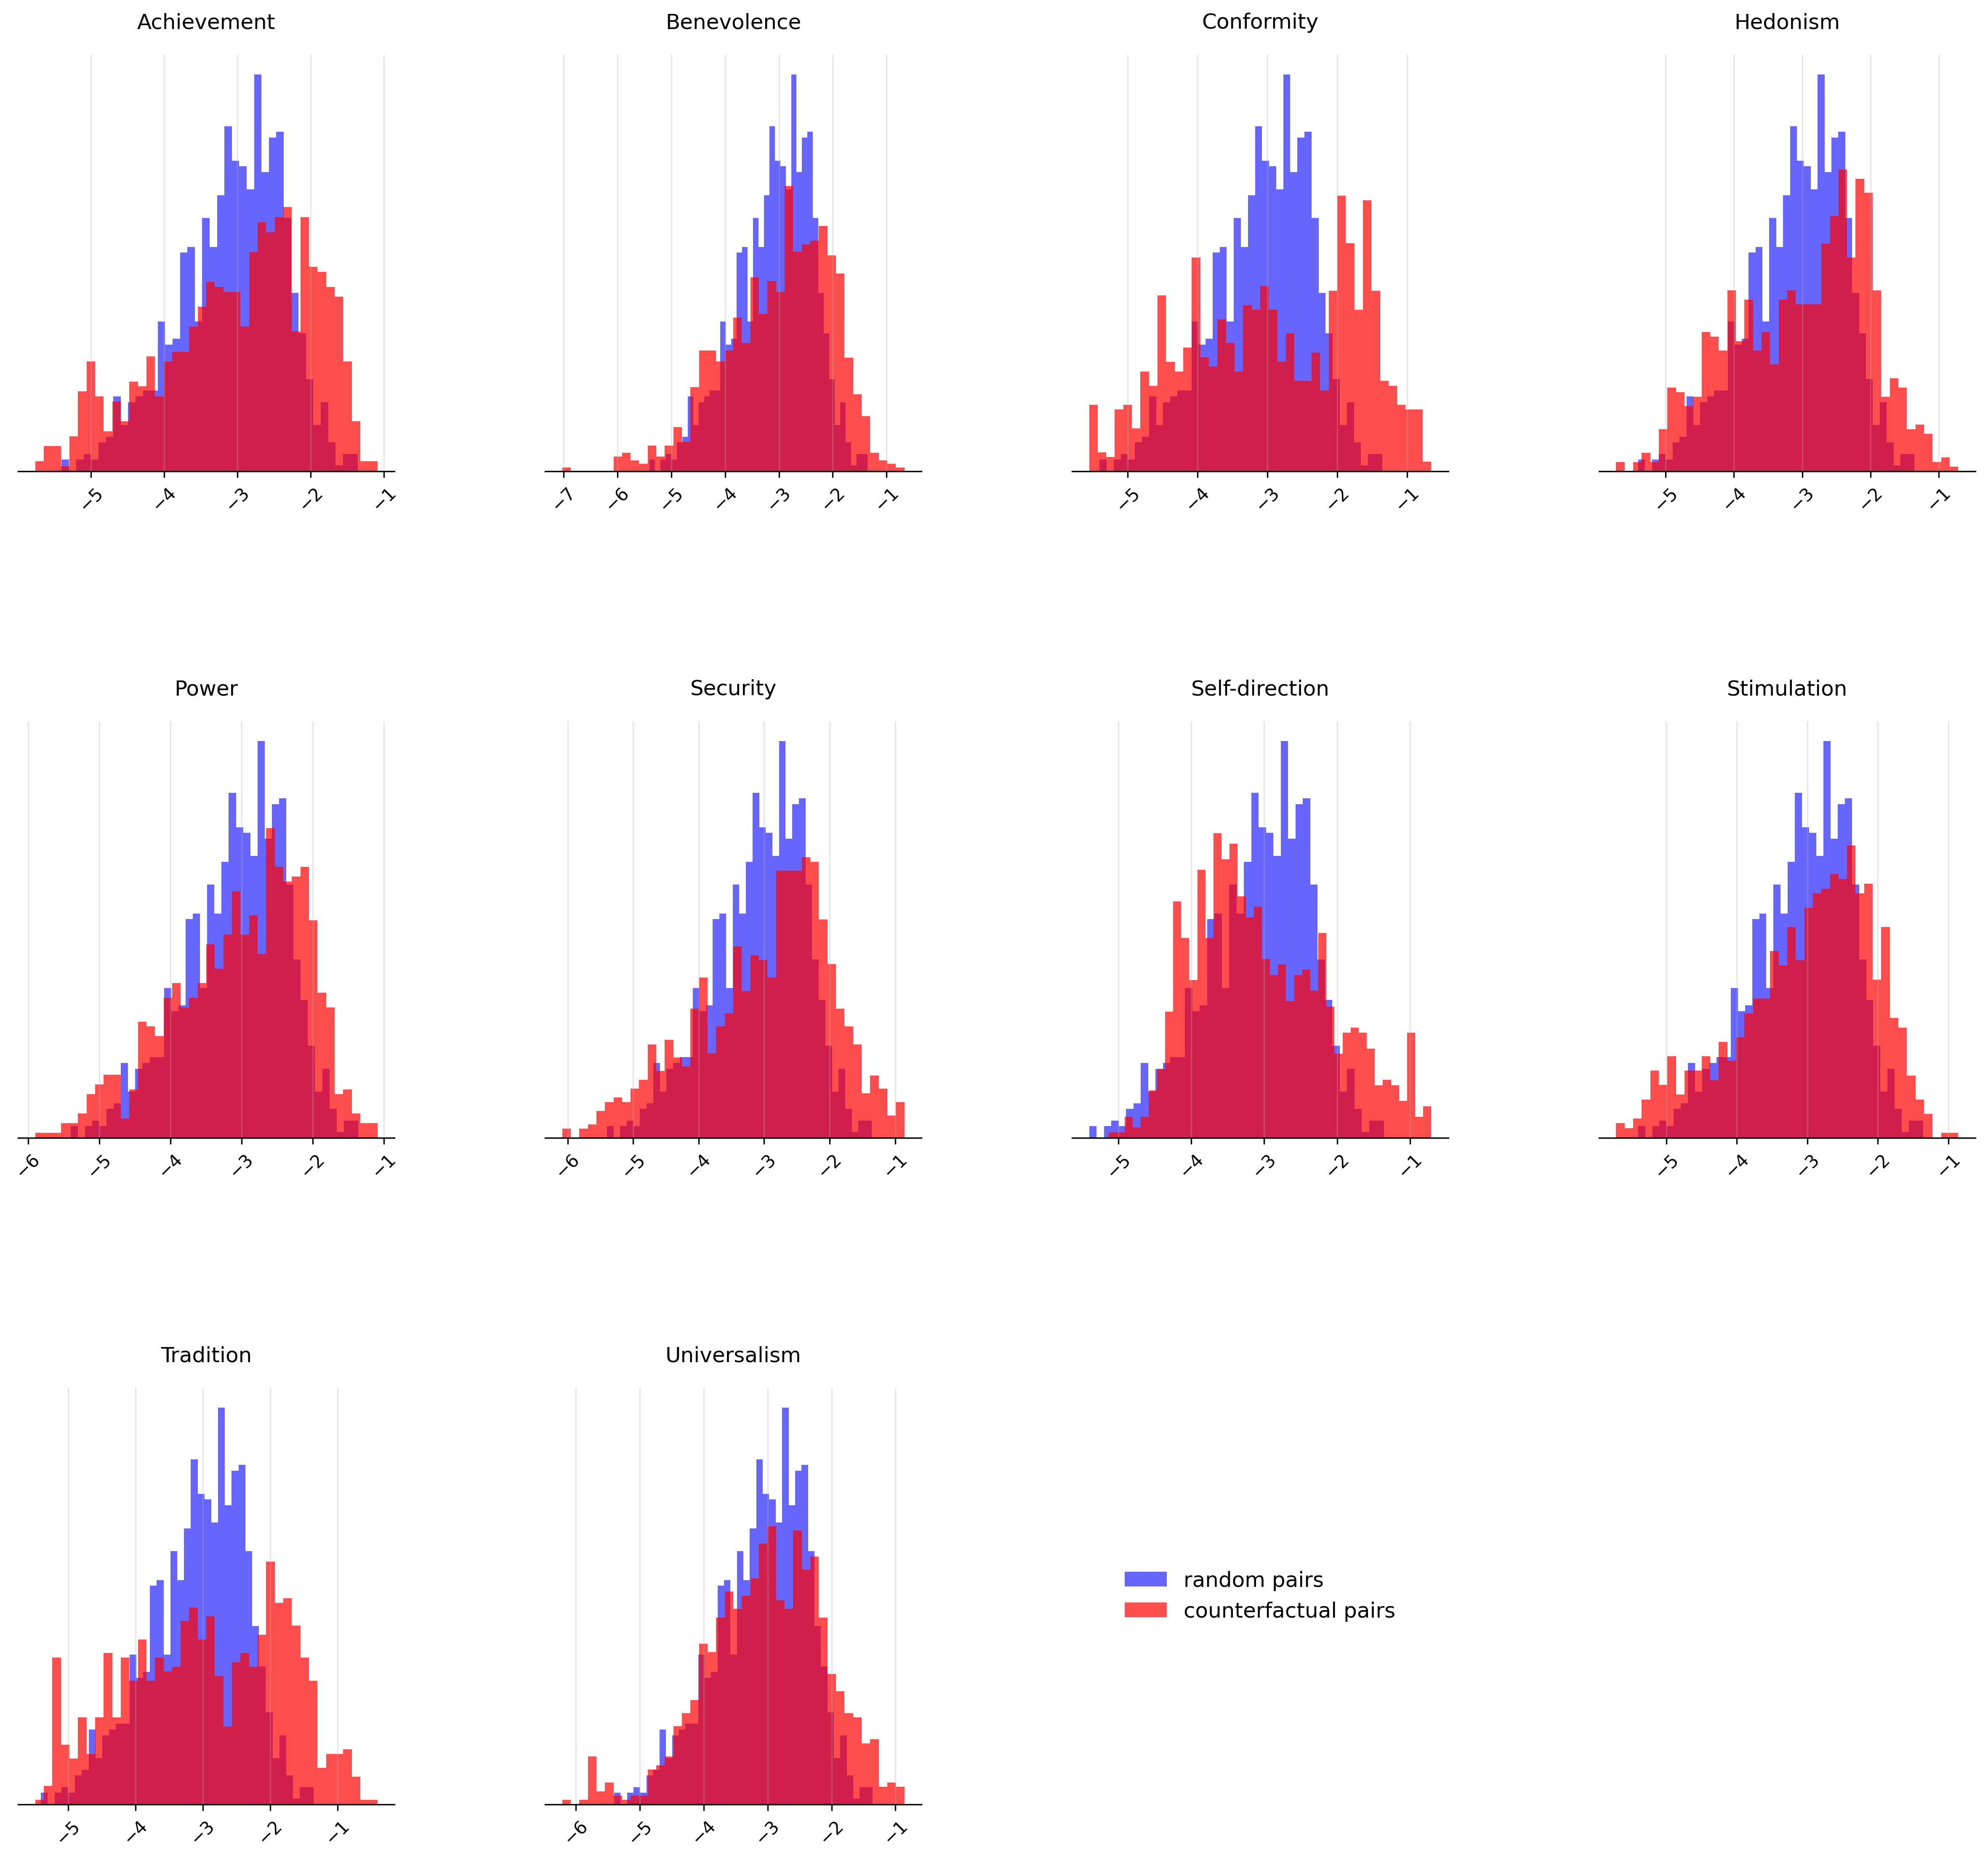 Achievement
Benevolence
Conformity
Hedonism
−5 −4 −3 −2 −1
−7 −6 −5 −4 −3 −2 −1
−5 −4 −3 −2 −1
−5 −4 −3 −2 −1
Power
Security
Self-direction
Stimulation
−6 −5 −4 −3 −2 −1
−6 −5 −4 −3 −2 −1
−5 −4 −3 −2 −1
−5 −4 −3 −2 −1
Tradition
Universalism
random pairs
counterfactual pairs
−5 −4 −3 −2 −1
−6 −5 −4 −3 −2 −1